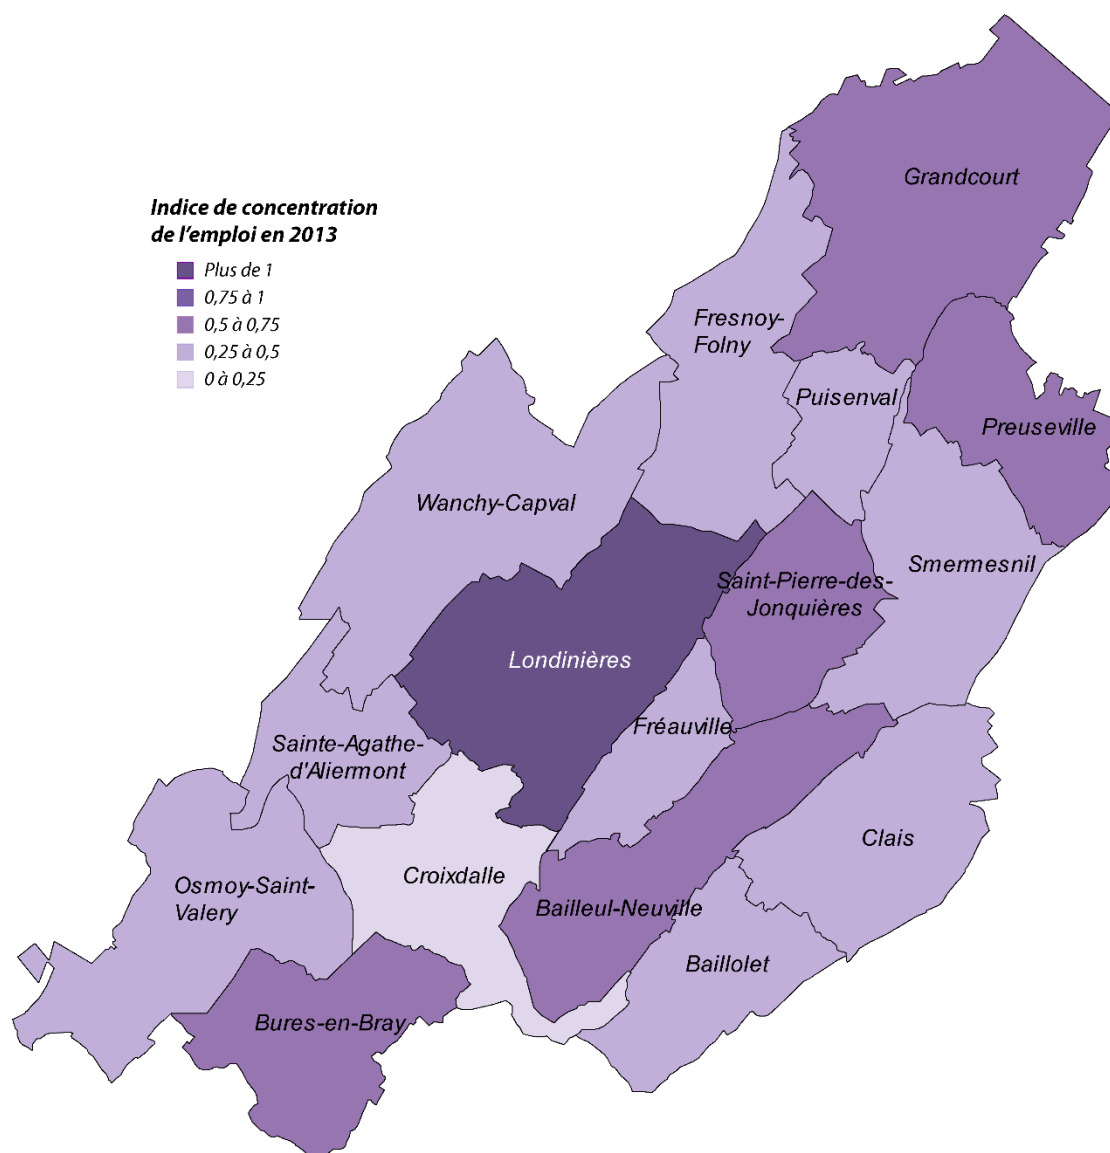 Indice de concentration
de l'emploi en 2013
Plus de 1
0,75 à 1
0,5 à 0,75
0,25 à 0,5
0 à 0,25
Grandcourt
Fresnoy-
Folny
Puisenval
Preuseville
Wanchy-Capval
Smermesnil
Saint-Pierre-des-
Jonquières
Londinières
Fréauville
Sainte-Agathe-
d'Aliermont
Clais
Croixdalle
Osmoy-Saint-
Valery
Bailleul-Neuville
Baillolet
Bures-en-Bray